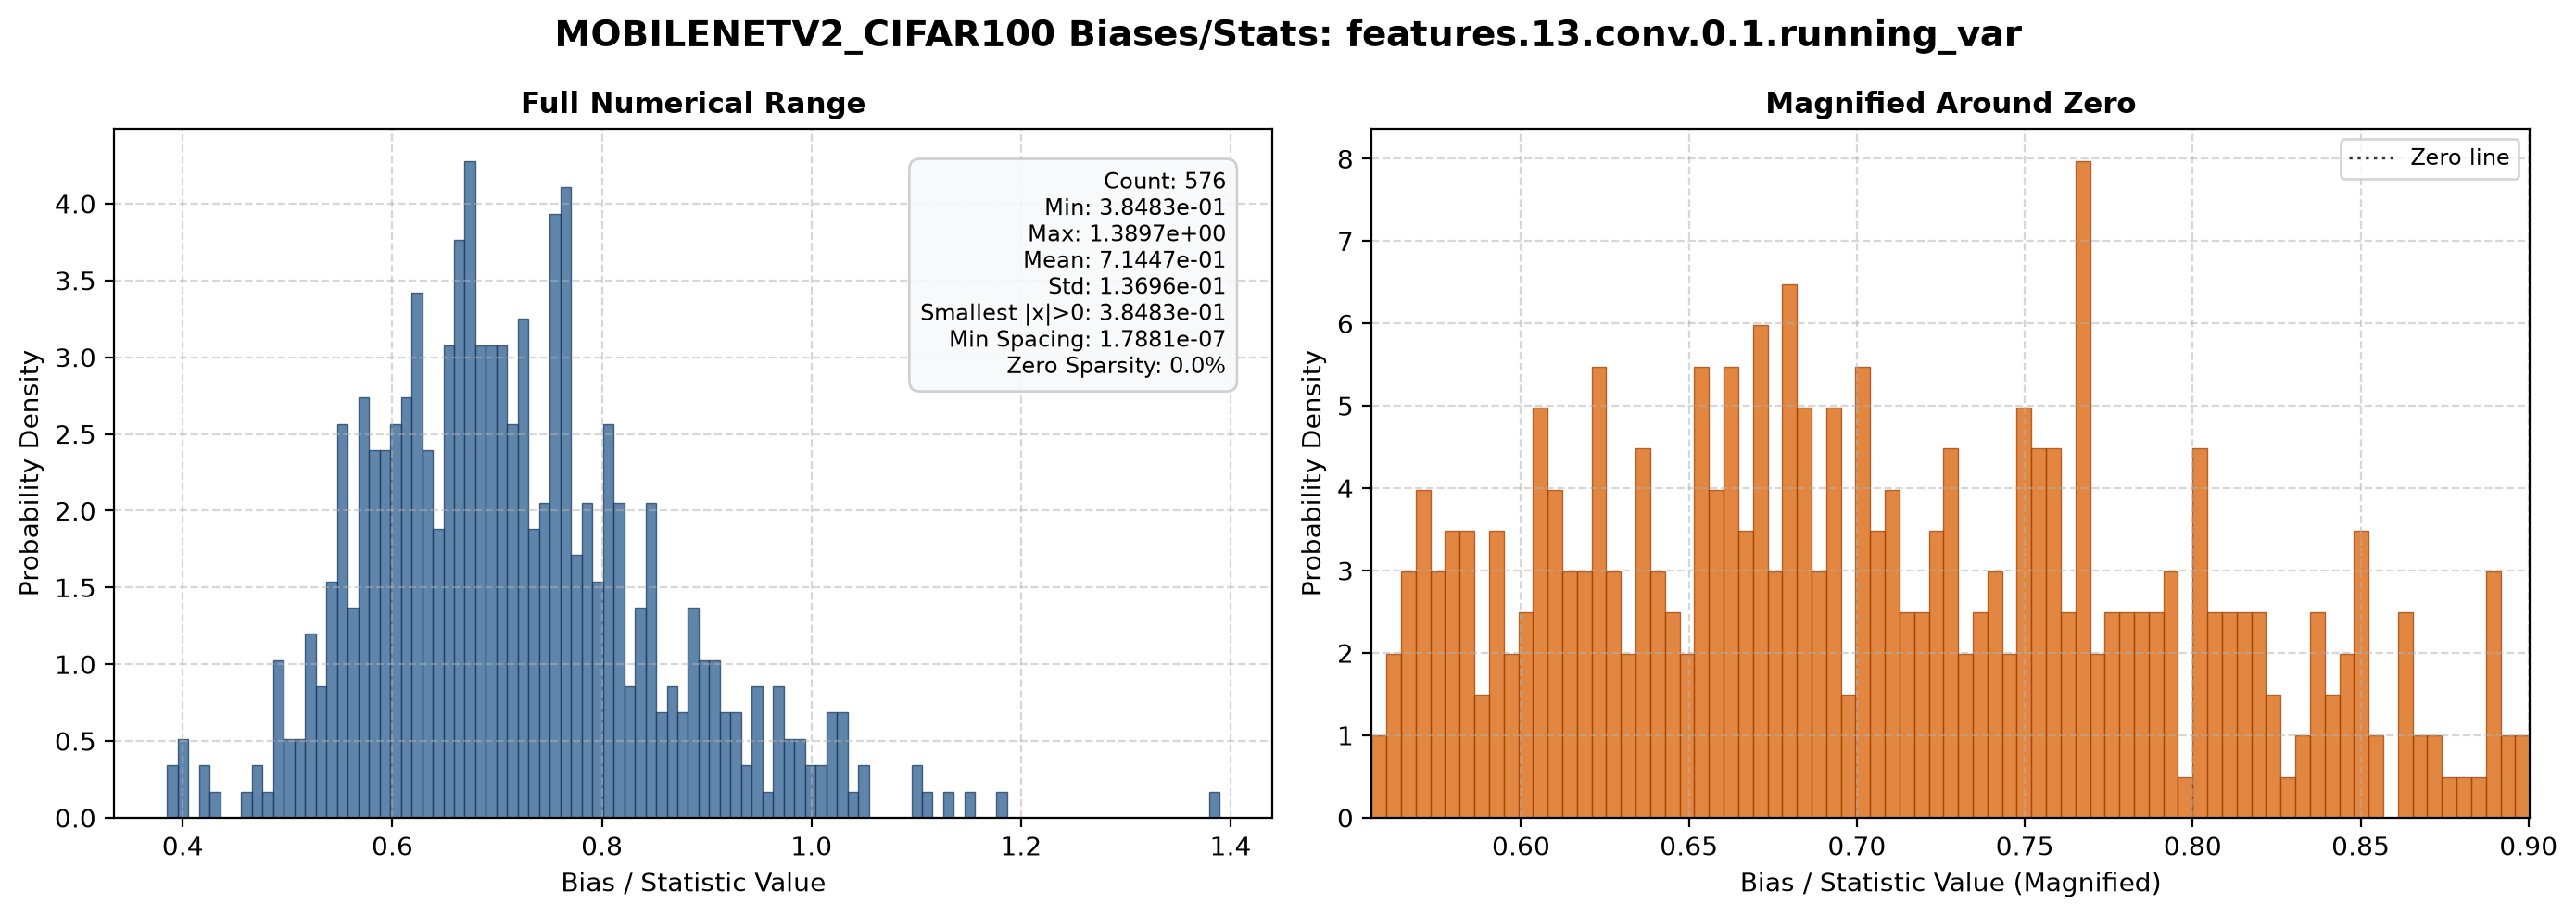 MOBILENETV2_CIFAR100 Biases/Stats: features.13.conv.0.1.running_var
Full Numerical Range
Probability Density
4.0
3.5
3.0
2.5
2.0
1.5
1.0
0.5
0.0
Count: 576
Min: 3.8483e-01
Max: 1.3897e+00
Mean: 7.1447e-01
Std: 1.3696e-01
Smallest |x|>0: 3.8483e-01
Min Spacing: 1.7881e-07
Zero Sparsity: 0.0%
0.4 0.6 0.8 1.0 1.2 1.4
Bias / Statistic Value
Magnified Around Zero
Probability Density
8
7
6
5
4
3
2
1
0
Zero line
0.60 0.65 0.70 0.75 0.80 0.85 0.90
Bias / Statistic Value (Magnified)